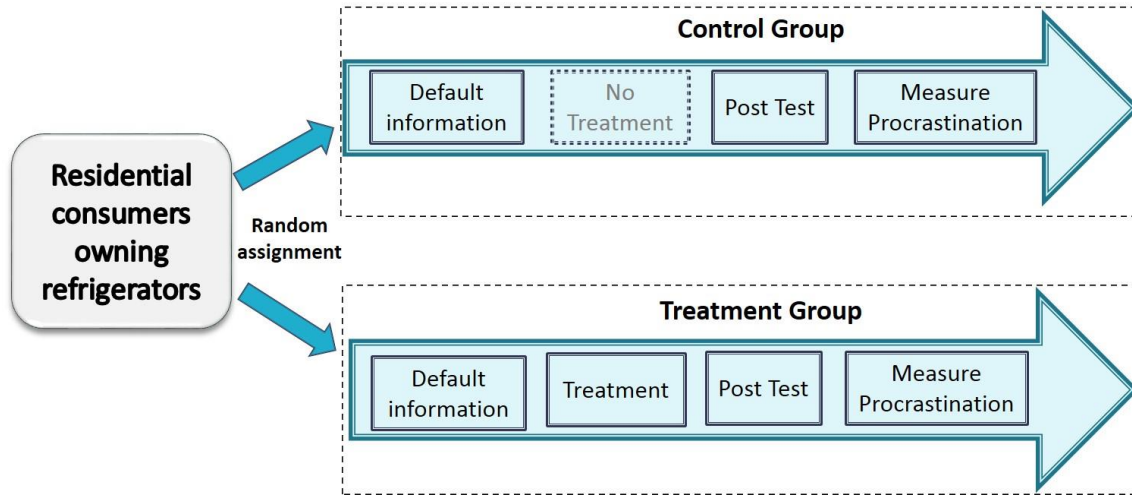 Residential
consumers
owning
refrigerators
Random
assignment
Control Group
Default
information
No
Treatment
Post Test
Measure
Procrastination
Treatment Group
Default
information
Treatment
Post Test
Measure
Procrastination